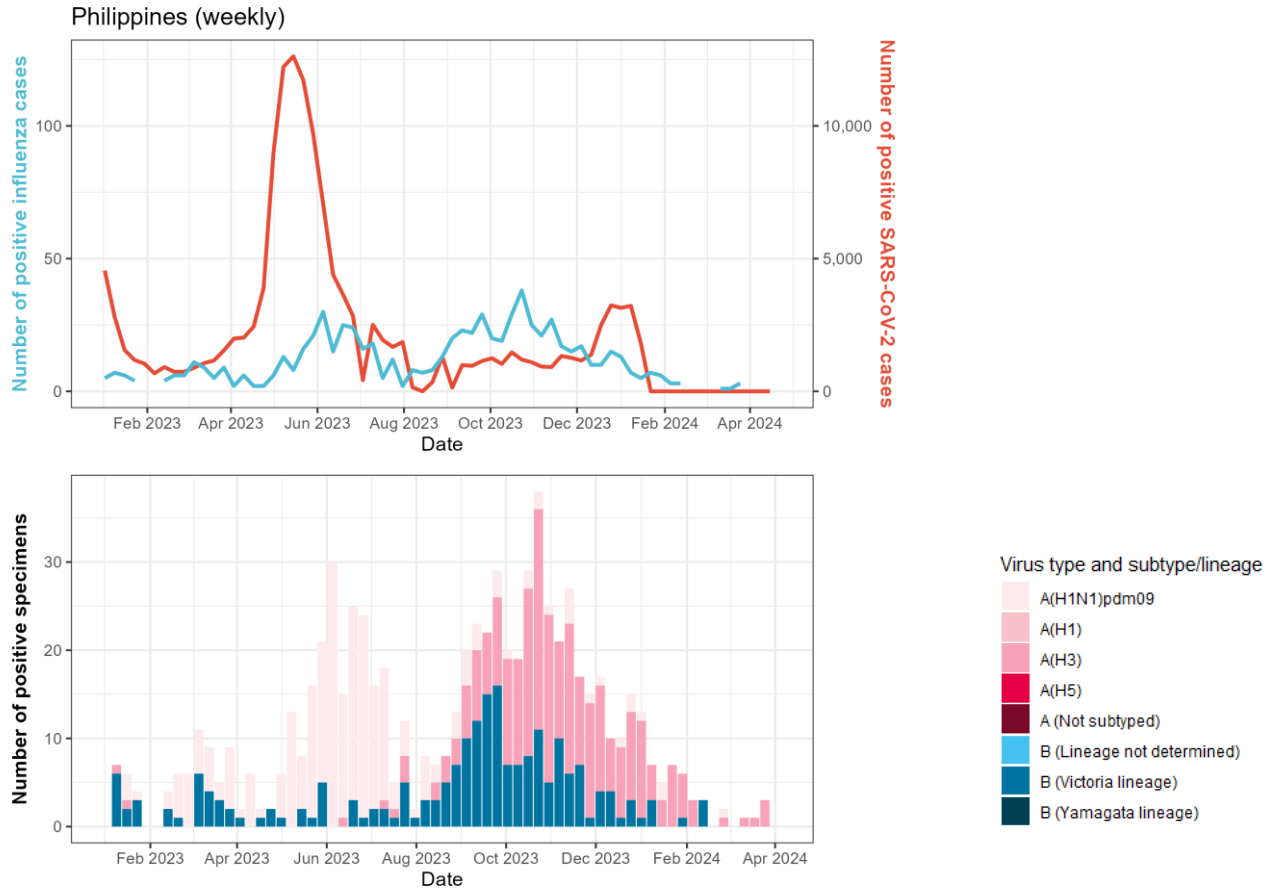 Philippines (weekly)
Number of positive influenza cases
100
50
0
10,000
5,000
0
Number of positive SARS-CoV-2 cases
Feb 2023 Apr 2023 Jun 2023 Aug 2023 Oct 2023 Dec 2023 Feb 2024 Apr 2024
Date
Number of positive specimens
30
20
10
0
Feb 2023 Apr 2023 Jun 2023 Aug 2023 Oct 2023 Dec 2023 Feb 2024 Apr 2024
Date
Virus type and subtype/lineage
A(H1N1)pdm09
A(H1)
A(H3)
A(H5)
A (Not subtyped)
B (Lineage not determined)
B (Victoria lineage)
B (Yamagata lineage)